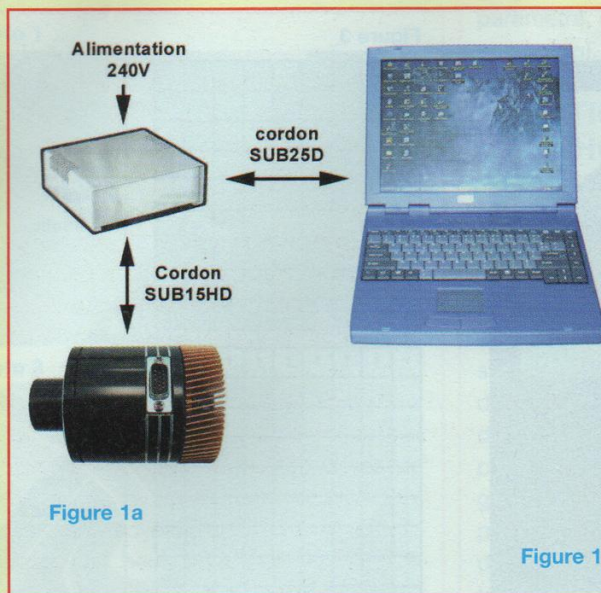 Alimentation
240V
cordon
SUB25D
Cordon
SUB15HD
Figure 1a
Figure 1